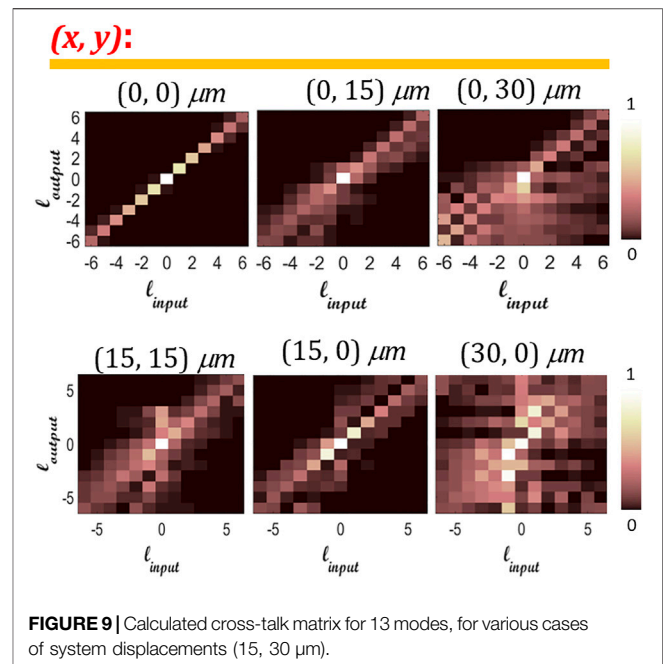 (x, y):
(0, 0) μm (0, 15) μm (0, 30) μm
1
6
4
2
0
-2
-4
-6
ℓoutput
0
-6 -4 -2 0 2 4 6 -6 -4 -2 0 2 4 6 -6 -4 -2 0 2 4 6
ℓinput ℓinput ℓinput
(15, 15) μm (15, 0) μm (30, 0) μm
1
5
0
-5
ℓoutput
0
-5 0 5 -5 0 5 -5 0 5
ℓinput ℓinput ℓinput
FIGURE 9 | Calculated cross-talk matrix for 13 modes, for various cases
of system displacements (15, 30 μm).